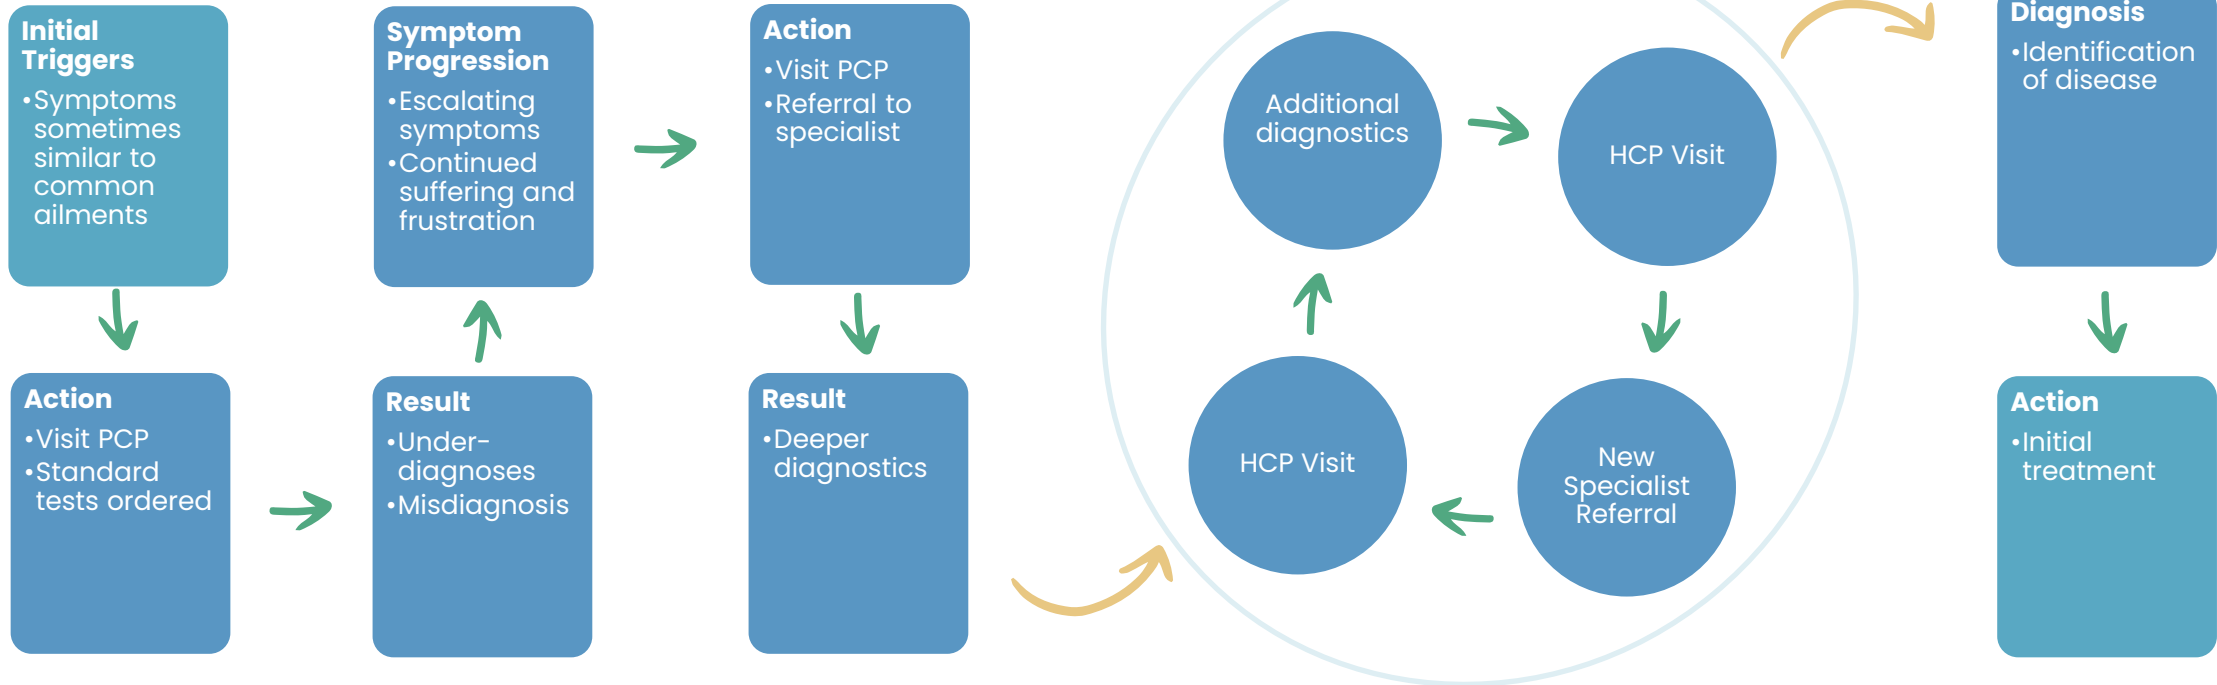 Initial
Triggers
•Symptoms
sometimes
similar to
common
ailments
Action
•Visit PCP
•Standard
tests ordered
Result
•Under-
diagnoses
•Misdiagnosis
Symptom
Progression
•Escalating
symptoms
•Continued
suffering and
frustration
Action
•Visit PCP
•Referral to
specialist
Result
•Deeper
diagnostics
Additional
diagnostics
HCP Visit
New
Specialist
Referral
HCP Visit
Diagnosis
•Identification
of disease
Action
•Initial
treatment